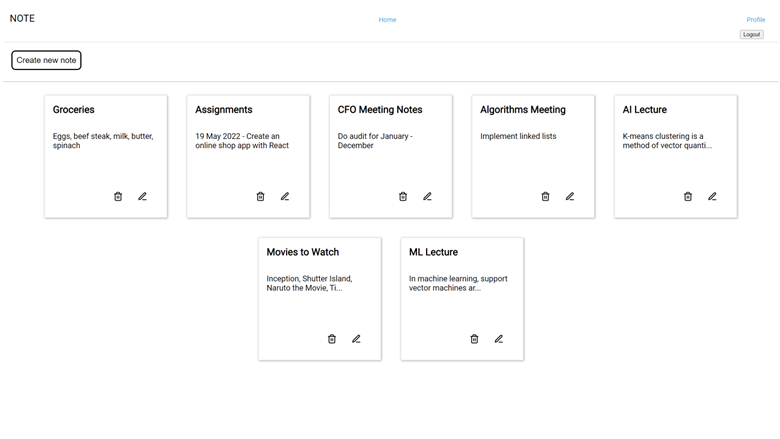 NOTE
Home
Profile
Logout
Create new note
Groceries
Eggs, beef steak, milk, butter,
spinach
Assignments
19 May 2022 - Create an
online shop app with React
CFO Meeting Notes
Do audit for January -
December
Algorithms Meeting
Implement linked lists
AI Lecture
K-means clustering is a
method of vector quanti...
Movies to Watch
Inception, Shutter Island,
Naruto the Movie, Ti...
ML Lecture
In machine learning, support
vector machines ar...